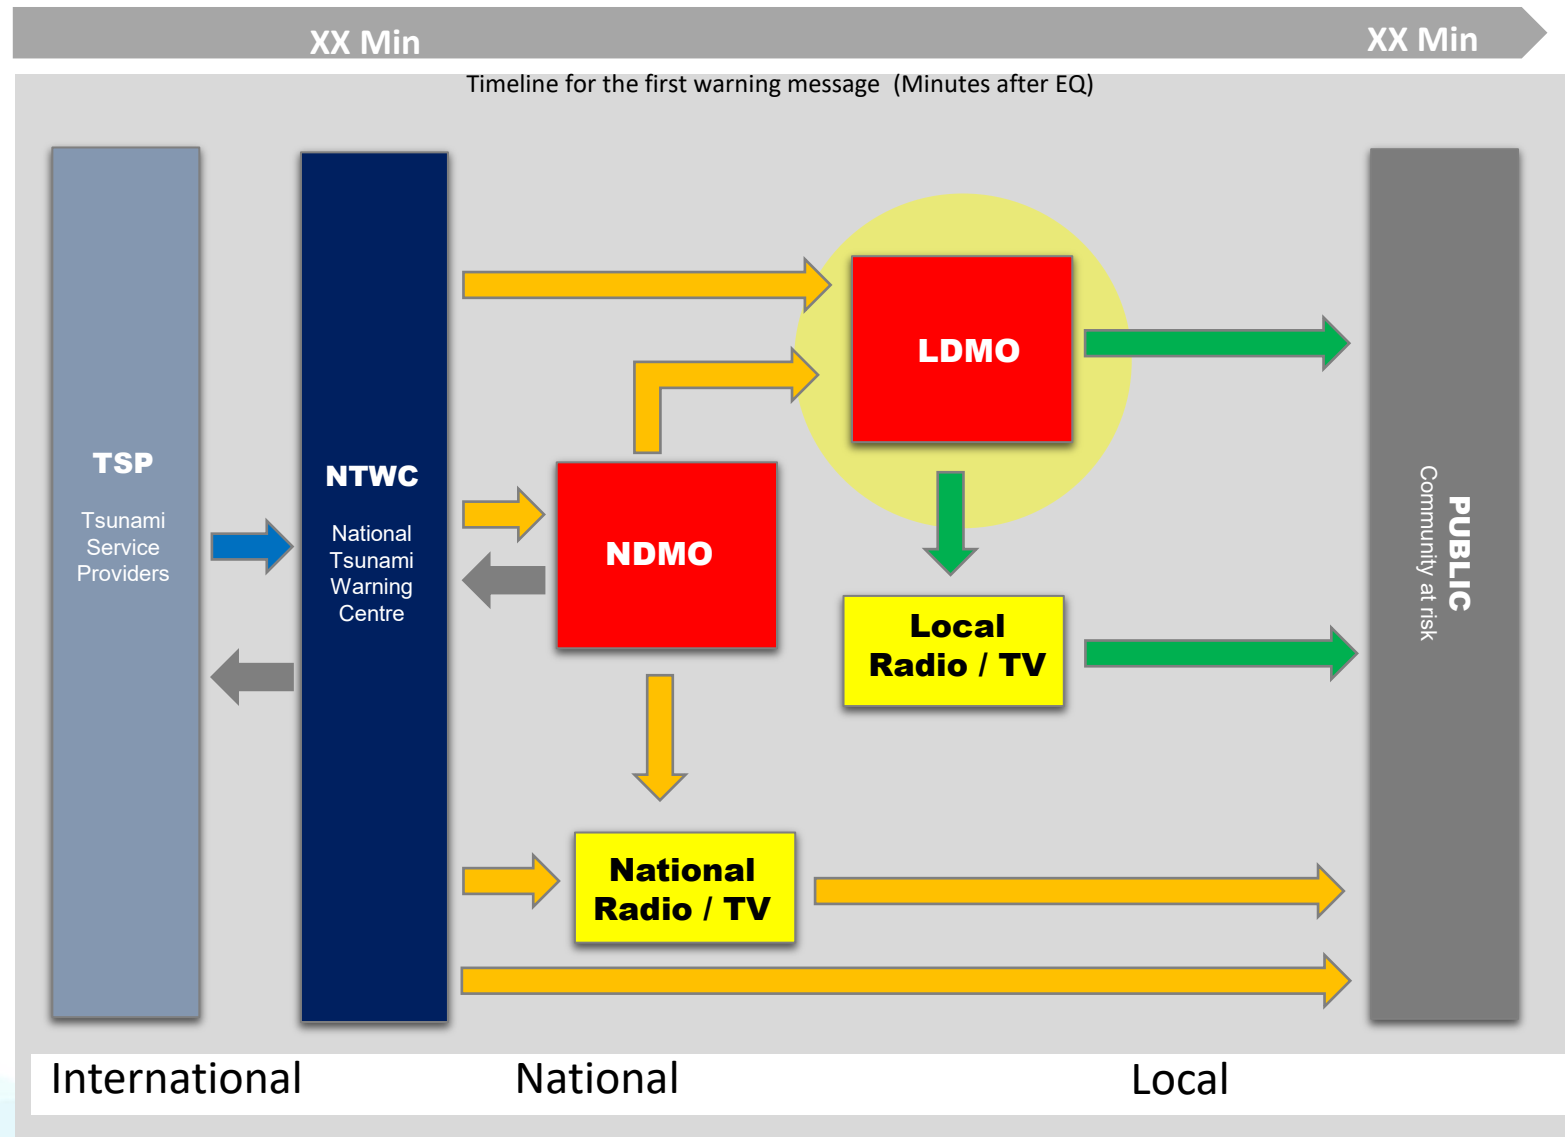 XX Min
XX Min
Timeline for the first warning message (Minutes after EQ)
TSP
Tsunami
Service
Providers
NTWC
National
Tsunami
Warning
Centre
NDMO
LDMO
Local
Radio / TV
National
Radio / TV
PUBLIC
Community at risk
International
National
Local